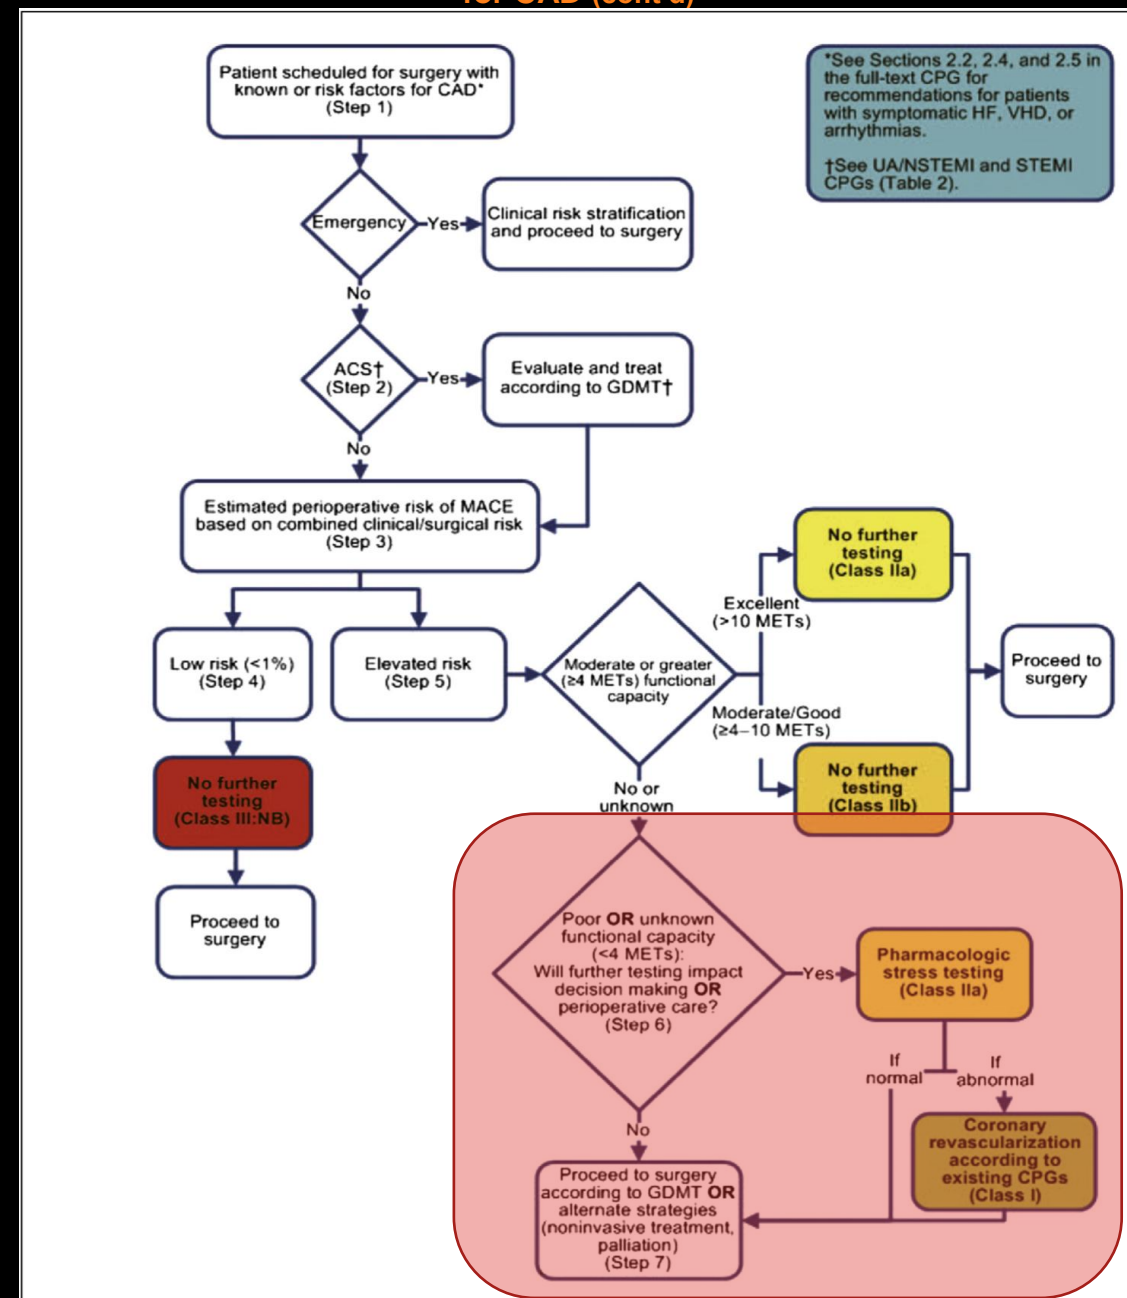 for CAD (cont'd)
Patient scheduled for surgery with
known or risk factors for CAD*
(Step 1)
*See Sections 2.2, 2.4, and 2.5 in
the full-text CPG for
recommendations for patients
with symptomatic HF, VHD, or
arrhythmias.
†See UA/NSTEMI and STEMI
CPGs (Table 2).
Emergency
Yes
Clinical risk stratification
and proceed to surgery
No
ACS†
(Step 2)
Yes
Evaluate and treat
according to GDMT†
No
Estimated perioperative risk of MACE
based on combined clinical/surgical risk
(Step 3)
Low risk (<1%)
(Step 4)
Elevated risk
(Step 5)
Moderate or greater
(≥4 METs) functional
capacity
Excellent
(>10 METs)
No further
testing
(Class IIa)
Moderate/Good
(≥4–10 METs)
No further
testing
(Class IIb)
Proceed to
surgery
No further
testing
(Class III:NB)
Proceed to
surgery
No or
unknown
Poor OR unknown
functional capacity
(<4 METs):
Will further testing impact
decision making OR
perioperative care?
(Step 6)
Yes
Pharmacologic
stress testing
(Class IIa)
If
normal
If
abnormal
Coronary
revascularization
according to
existing CPGs
(Class I)
No
Proceed to surgery
according to GDMT OR
alternate strategies
(noninvasive treatment,
palliation)
(Step 7)